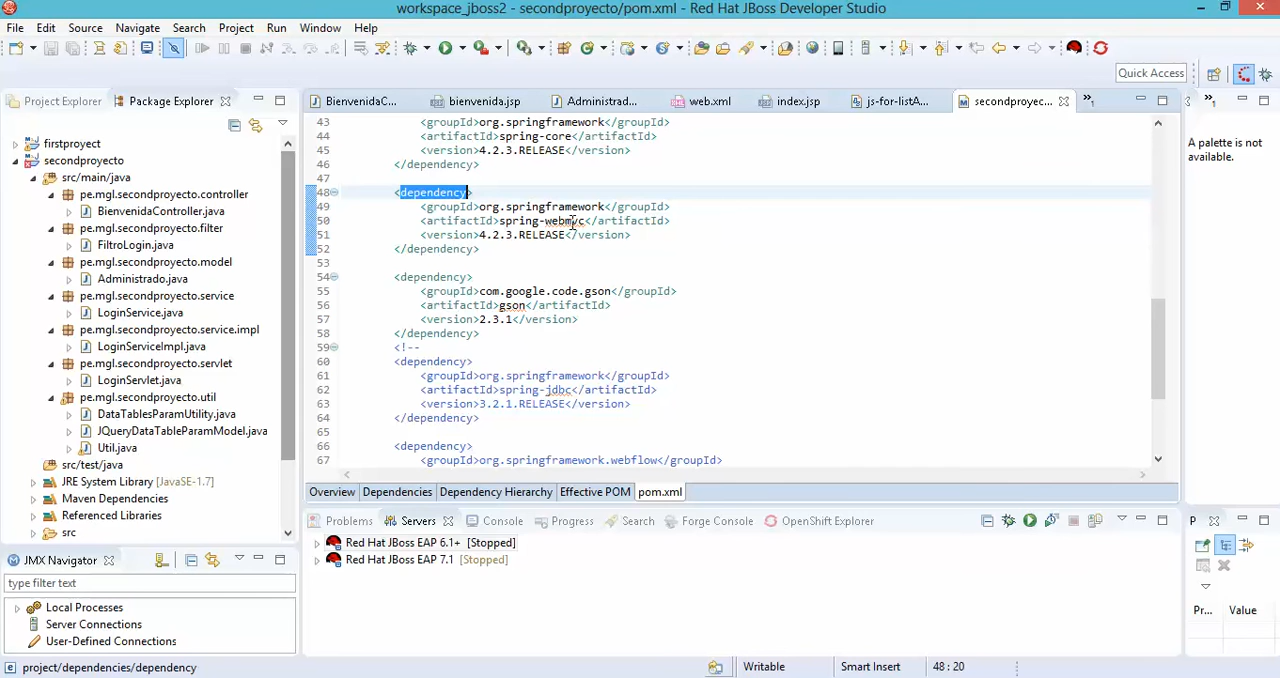 workspace_jboss2 - secondproyecto/pom.xml - Red Hat JBoss Developer Studio
File Edit Source Navigate Search Project Run Window Help
Quick Access
Project Explorer Package Explorer
firstproyect
secondproyecto
src/main/java
pe.mgl.secondproyecto.controller
BienvenidaController.java
pe.mgl.secondproyecto.filter
FiltroLogin.java
pe.mgl.secondproyecto.model
Administrado.java
pe.mgl.secondproyecto.service
LoginService.java
pe.mgl.secondproyecto.service.impl
LoginServiceImpl.java
pe.mgl.secondproyecto.servlet
LoginServlet.java
pe.mgl.secondproyecto.util
DataTablesParamUtility.java
JQueryDataTableParamModel.java
Util.java
src/test/java
JRE System Library [JavaSE-1.7]
Maven Dependencies
Referenced Libraries
src
BienvenidaC... bienvenida.jsp Administrad... web.xml index.jsp js-for-listA... secondproyec...
43 <groupId>org.springframework</groupId>
44 <artifactId>spring-core</artifactId>
45 <version>4.2.3.RELEASE</version>
46 </dependency>
47
48 <dependency>
49 <groupId>org.springframework</groupId>
50 <artifactId>spring-webmvc</artifactId>
51 <version>4.2.3.RELEASE</version>
52 </dependency>
53
54 <dependency>
55 <groupId>com.google.code.gson</groupId>
56 <artifactId>gson</artifactId>
57 <version>2.3.1</version>
58 </dependency>
59 <!--
60 <dependency>
61 <groupId>org.springframework</groupId>
62 <artifactId>spring-jdbc</artifactId>
63 <version>3.2.1.RELEASE</version>
64 </dependency>
65
66 <dependency>
67 <groupId>org.springframework.webflow</groupId>
Overview Dependencies Dependency Hierarchy Effective POM pom.xml
A palette is not
available.
JMX Navigator
type filter text
Local Processes
Server Connections
User-Defined Connections
Problems Servers Console Progress Search Forge Console OpenShift Explorer
Red Hat JBoss EAP 6.1+ [Stopped]
Red Hat JBoss EAP 7.1 [Stopped]
P
Pr... Value
project/dependencies/dependency
Writable Smart Insert 48 : 20